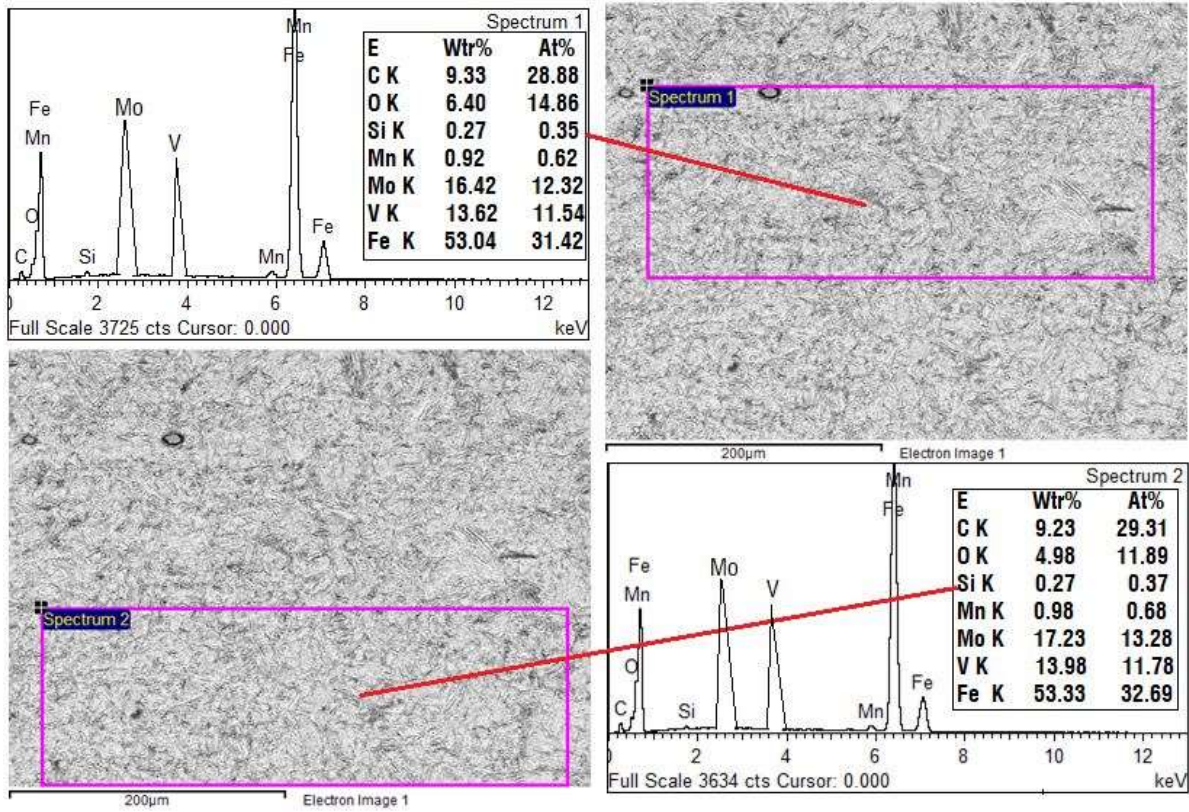 Spectrum 1
E Wtr% At%
C K 9.33 28.88
O K 6.40 14.86
Si K 0.27 0.35
Mn K 0.92 0.62
Mo K 16.42 12.32
V K 13.62 11.54
Fe K 53.04 31.42
Mn
Fe
Fe
Mn
Mo
V
O
C
Si
Mn
Fe
0 2 4 6 8 10 12
Full Scale 3725 cts Cursor: 0.000 keV
Spectrum 1
200µm Electron Image 1
Spectrum 2
200µm Electron Image 1
Spectrum 2
E Wtr% At%
C K 9.23 29.31
O K 4.98 11.89
Si K 0.27 0.37
Mn K 0.98 0.68
Mo K 17.23 13.28
V K 13.98 11.78
Fe K 53.33 32.69
Mn
Fe
Fe
Mn
Mo
V
O
C
Si
Mn
Fe
0 2 4 6 8 10 12
Full Scale 3634 cts Cursor: 0.000 keV